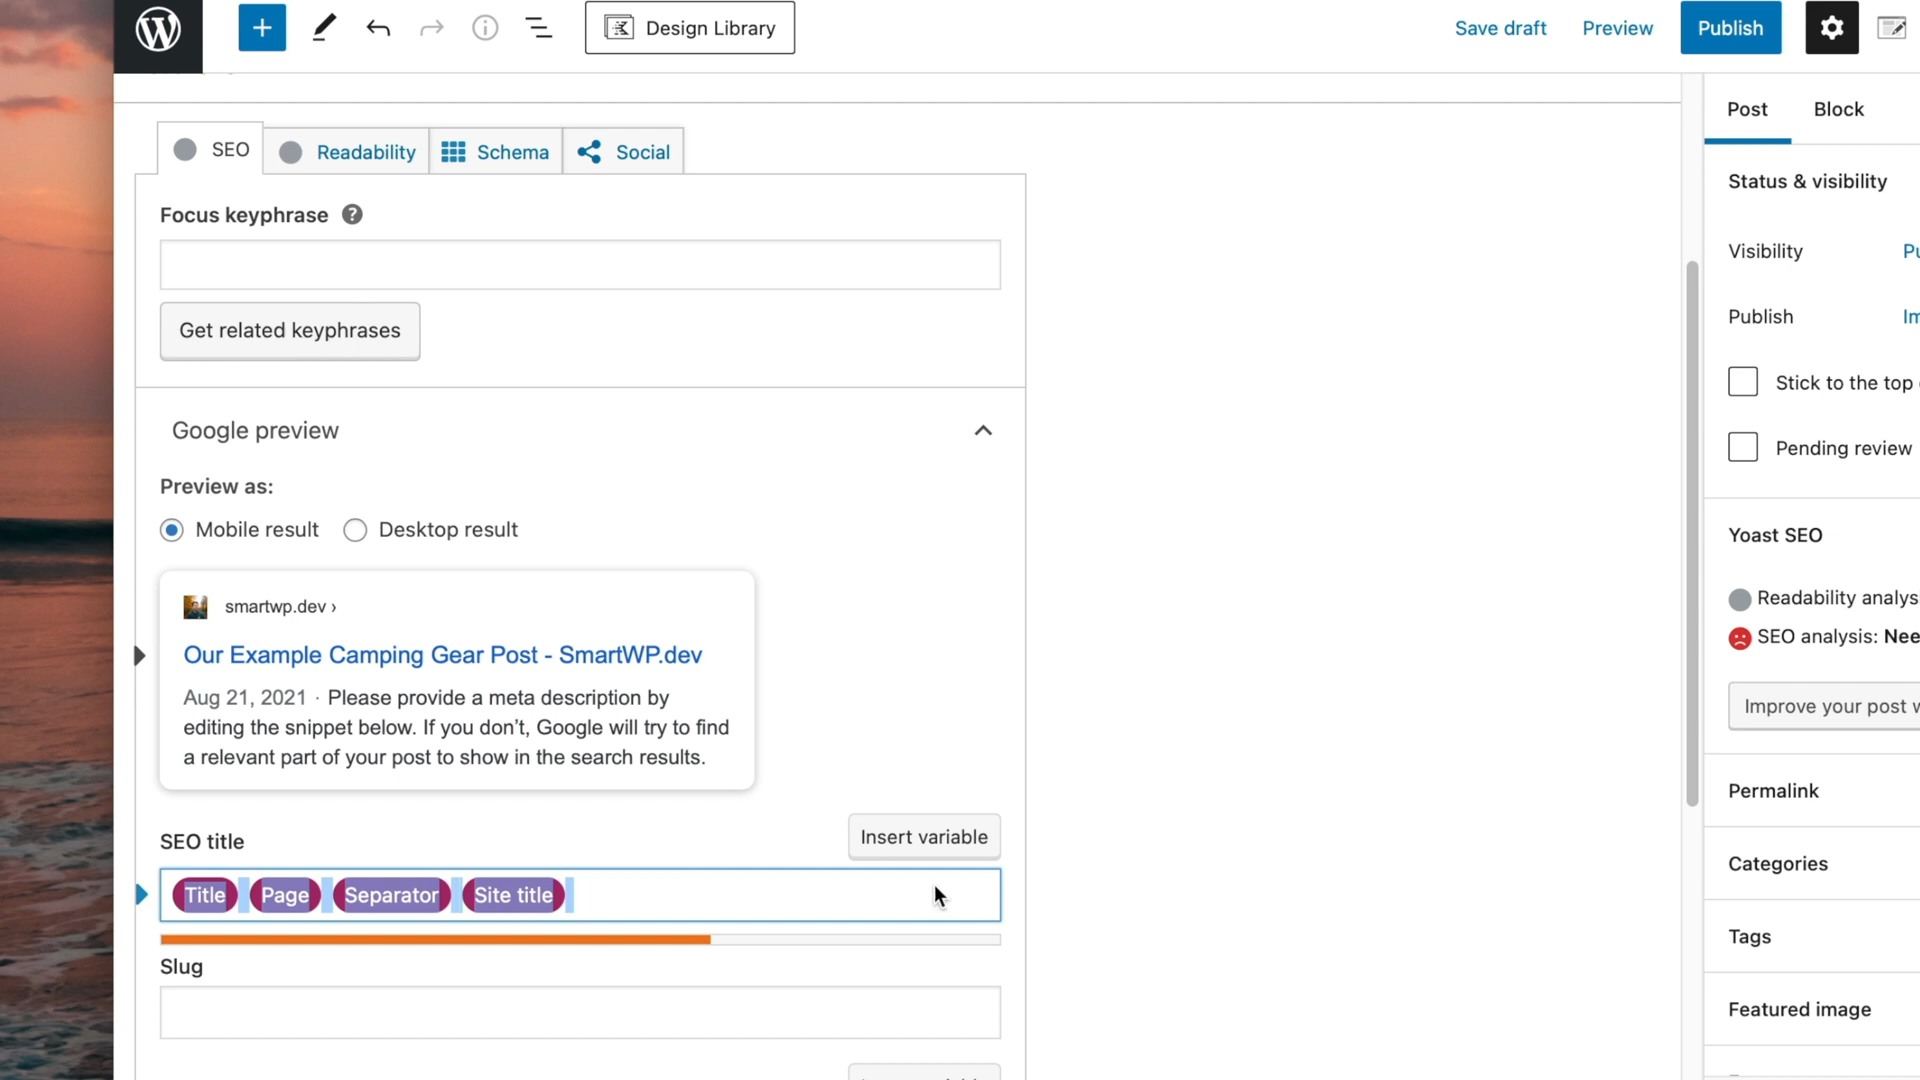 Design Library
Save draft
Preview
Publish
SEO
Readability
Schema
Social
Focus keyphrase
Get related keyphrases
Google preview
Preview as:
Mobile result
Desktop result
smartwp.dev ›
Our Example Camping Gear Post - SmartWP.dev
Aug 21, 2021 · Please provide a meta description by
editing the snippet below. If you don’t, Google will try to find
a relevant part of your post to show in the search results.
SEO title
Insert variable
Title Page Separator Site title
Slug
Post
Block
Status & visibility
Visibility
Publish
Stick to the top
Pending review
Yoast SEO
Readability analys
SEO analysis: Nee
Improve your post
Permalink
Categories
Tags
Featured image